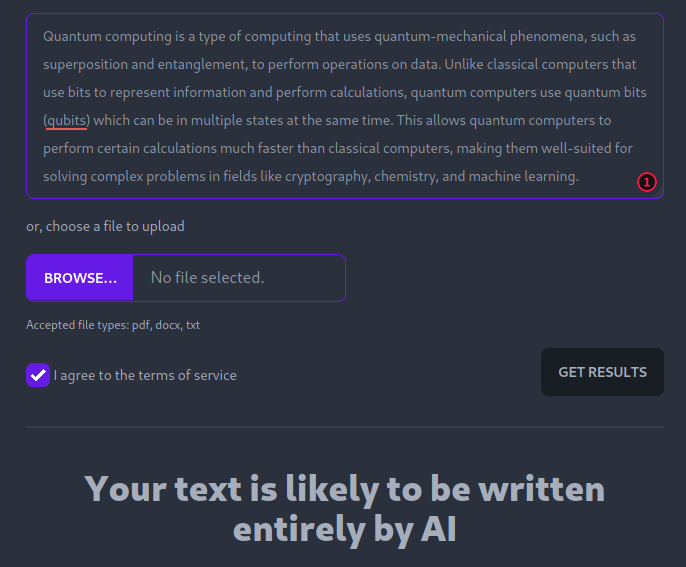 Quantum computing is a type of computing that uses quantum-mechanical phenomena, such as
superposition and entanglement, to perform operations on data. Unlike classical computers that
use bits to represent information and perform calculations, quantum computers use quantum bits
(qubits) which can be in multiple states at the same time. This allows quantum computers to
perform certain calculations much faster than classical computers, making them well-suited for
solving complex problems in fields like cryptography, chemistry, and machine learning.
1
or, choose a file to upload
BROWSE... No file selected.
Accepted file types: pdf, docx, txt
I agree to the terms of service
GET RESULTS
Your text is likely to be written
entirely by AI